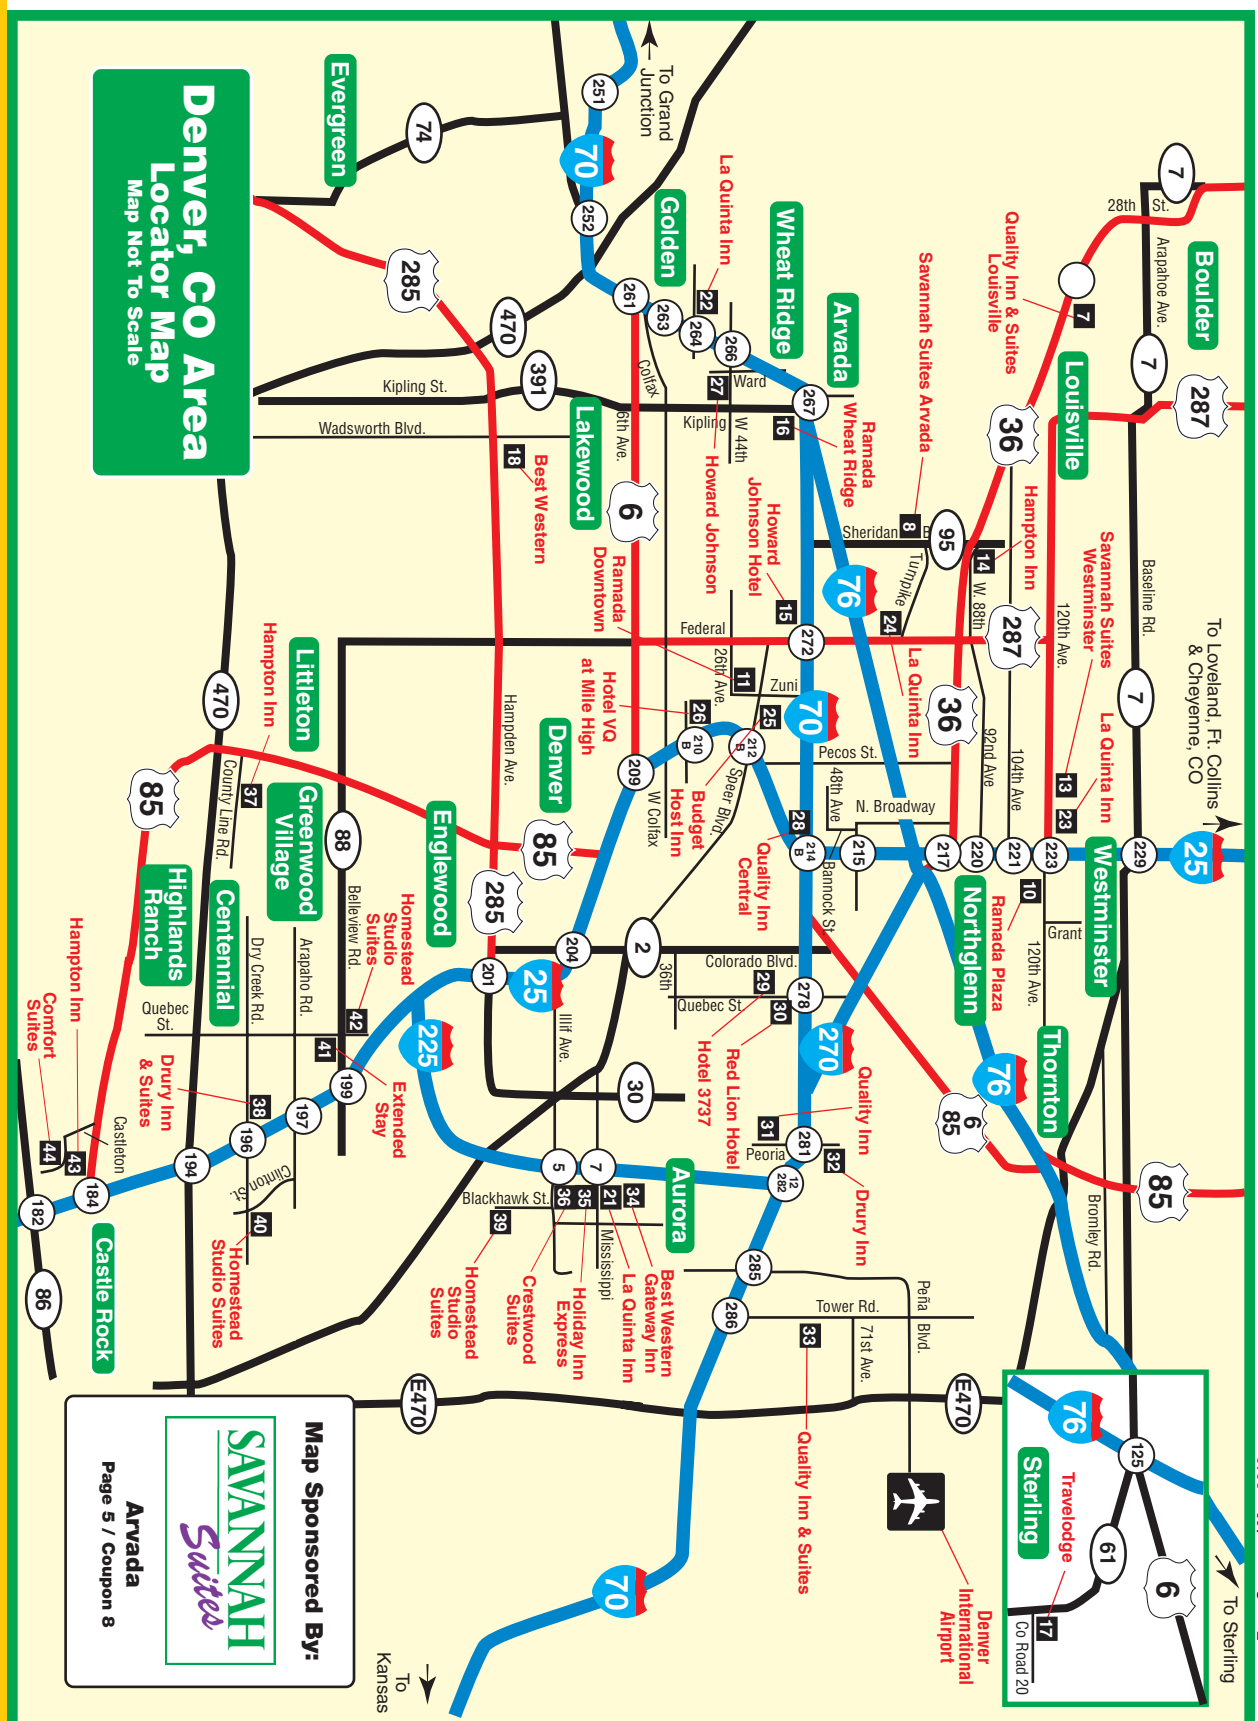 Denver, CO Area
Locator Map
Map Not To Scale
Evergreen
74
285
To Grand
Junction
251
70
252
261
263
264
266
267
Golden
La Quinta Inn
22
Wheat Ridge
Arvada
Boulder
7
28th St.
Arapahoe Ave.
7
287
Quality Inn & Suites
Louisville
7
Louisville
36
Savannah Suites Arvada
8
Sheridan B
95
Turnpike
470
391
Kipling St.
Wadsworth Blvd.
Lakewood
6th Ave.
6
Colfax
Ward
27
Kipling
W 44th
Howard Johnson
16
Ramada
Wheat Ridge
18
Best Western
Ramada
Downtown
Howard
Johnson Hotel
15
76
24
La Quinta Inn
Hampton Inn
14
W. 88th
287
120th Ave.
Savannah Suites
Westminster
13
La Quinta Inn
23
Baseline Rd.
7
To Loveland, Ft. Collins
& Cheyenne, CO
25
229
Westminster
223
221
220
217
215
214
B
36
92nd Ave
104th Ave
Federal
272
26th Ave.
11
Zuni
70
25
26
210
B
212
B
Hotel VQ
at Mile High
Budget
Host Inn
Pecos St.
48th Ave
N. Broadway
Speer Blvd.
W Colfax
209
Denver
Hampden Ave.
Littleton
Hampton Inn
470
37
County Line Rd.
85
Greenwood
Village
88
Belleview Rd.
Englewood
85
285
28
Quality Inn
Central
Bannock St.
Northglenn
Ramada Plaza
10
Grant
120th Ave.
Thornton
76
Highlands
Ranch
Centennial
Dry Creek Rd.
Arapaho Rd.
Homestead
Studio
Suites
42
41
Extended
Stay
Quebec
St.
201
204
25
2
36th
Colorado Blvd.
29
Quebec St.
278
30
Hotel 3737
Red Lion Hotel
270
225
Illif Ave.
30
6
85
85
Bromley Rd.
Quality Inn
31
281
Peoria
32
Drury Inn
12
282
Hampton Inn
Comfort
Suites
44
43
Castleton
Drury Inn
& Suites
38
199
197
196
194
184
182
Clinton St.
40
Homestead
Studio Suites
Castle Rock
86
5
7
Aurora
Blackhawk St.
36
35
21
34
39
Mississippi
Homestead
Studio
Suites
Crestwood
Suites
Holiday Inn
Express
La Quinta Inn
Best Western
Gateway Inn
285
286
Tower Rd.
71st Ave.
Peña Blvd.
33
Quality Inn & Suites
E470
E470
Denver
International
Airport
70
To
Kansas
76
125
Sterling
Travelodge
61
6
17
Co Road 20
To Sterling
Map Sponsored By:
SAVANNAH
Suites
Arvada
Page 5 / Coupon 8